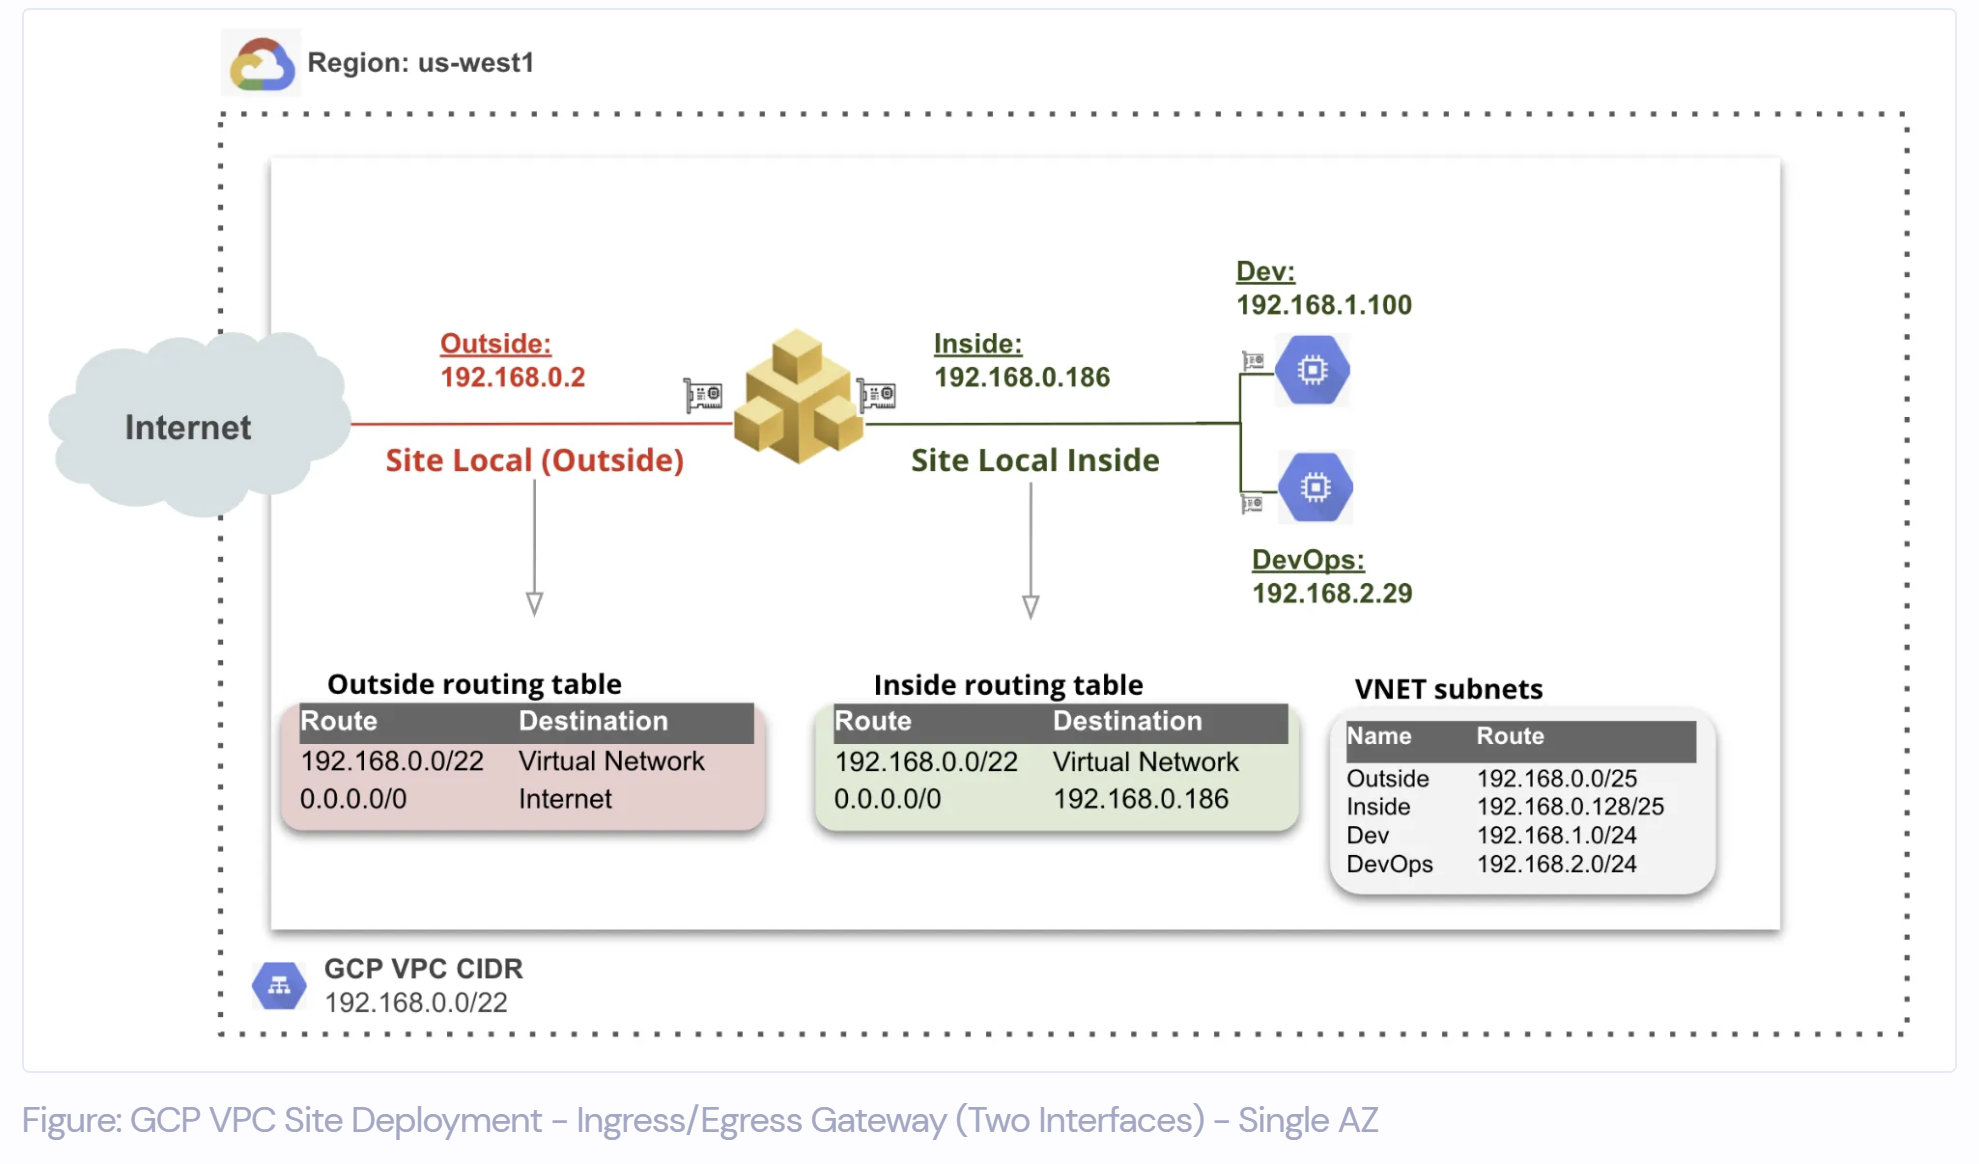 Region: us-west1
Dev:
192.168.1.100
Outside:
192.168.0.2
Inside:
192.168.0.186
Internet
Site Local (Outside)
Site Local Inside
DevOps:
192.168.2.29
Outside routing table
Route Destination
192.168.0.0/22 Virtual Network
0.0.0.0/0 Internet
Inside routing table
Route Destination
192.168.0.0/22 Virtual Network
0.0.0.0/0 192.168.0.186
VNET subnets
Name Route
Outside 192.168.0.0/25
Inside 192.168.0.128/25
Dev 192.168.1.0/24
DevOps 192.168.2.0/24
GCP VPC CIDR
192.168.0.0/22
Figure: GCP VPC Site Deployment - Ingress/Egress Gateway (Two Interfaces) - Single AZ